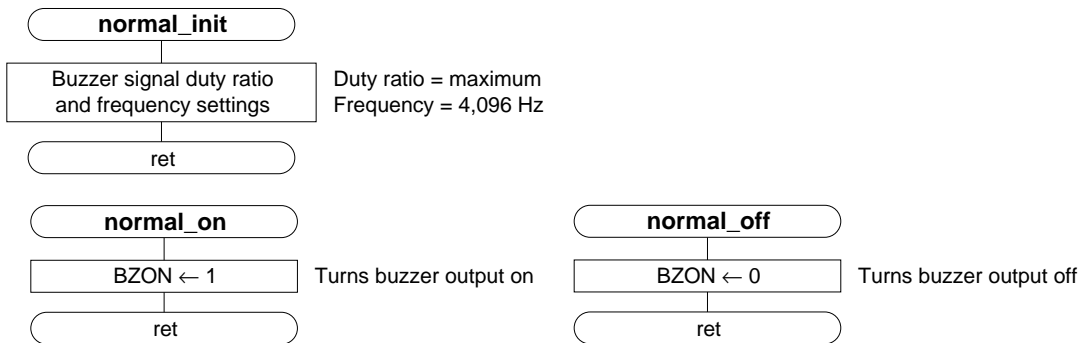 normal_init
Buzzer signal duty ratio
and frequency settings
Duty ratio = maximum
Frequency = 4,096 Hz
ret
normal_on
BZON ← 1
Turns buzzer output on
ret
normal_off
BZON ← 0
Turns buzzer output off
ret